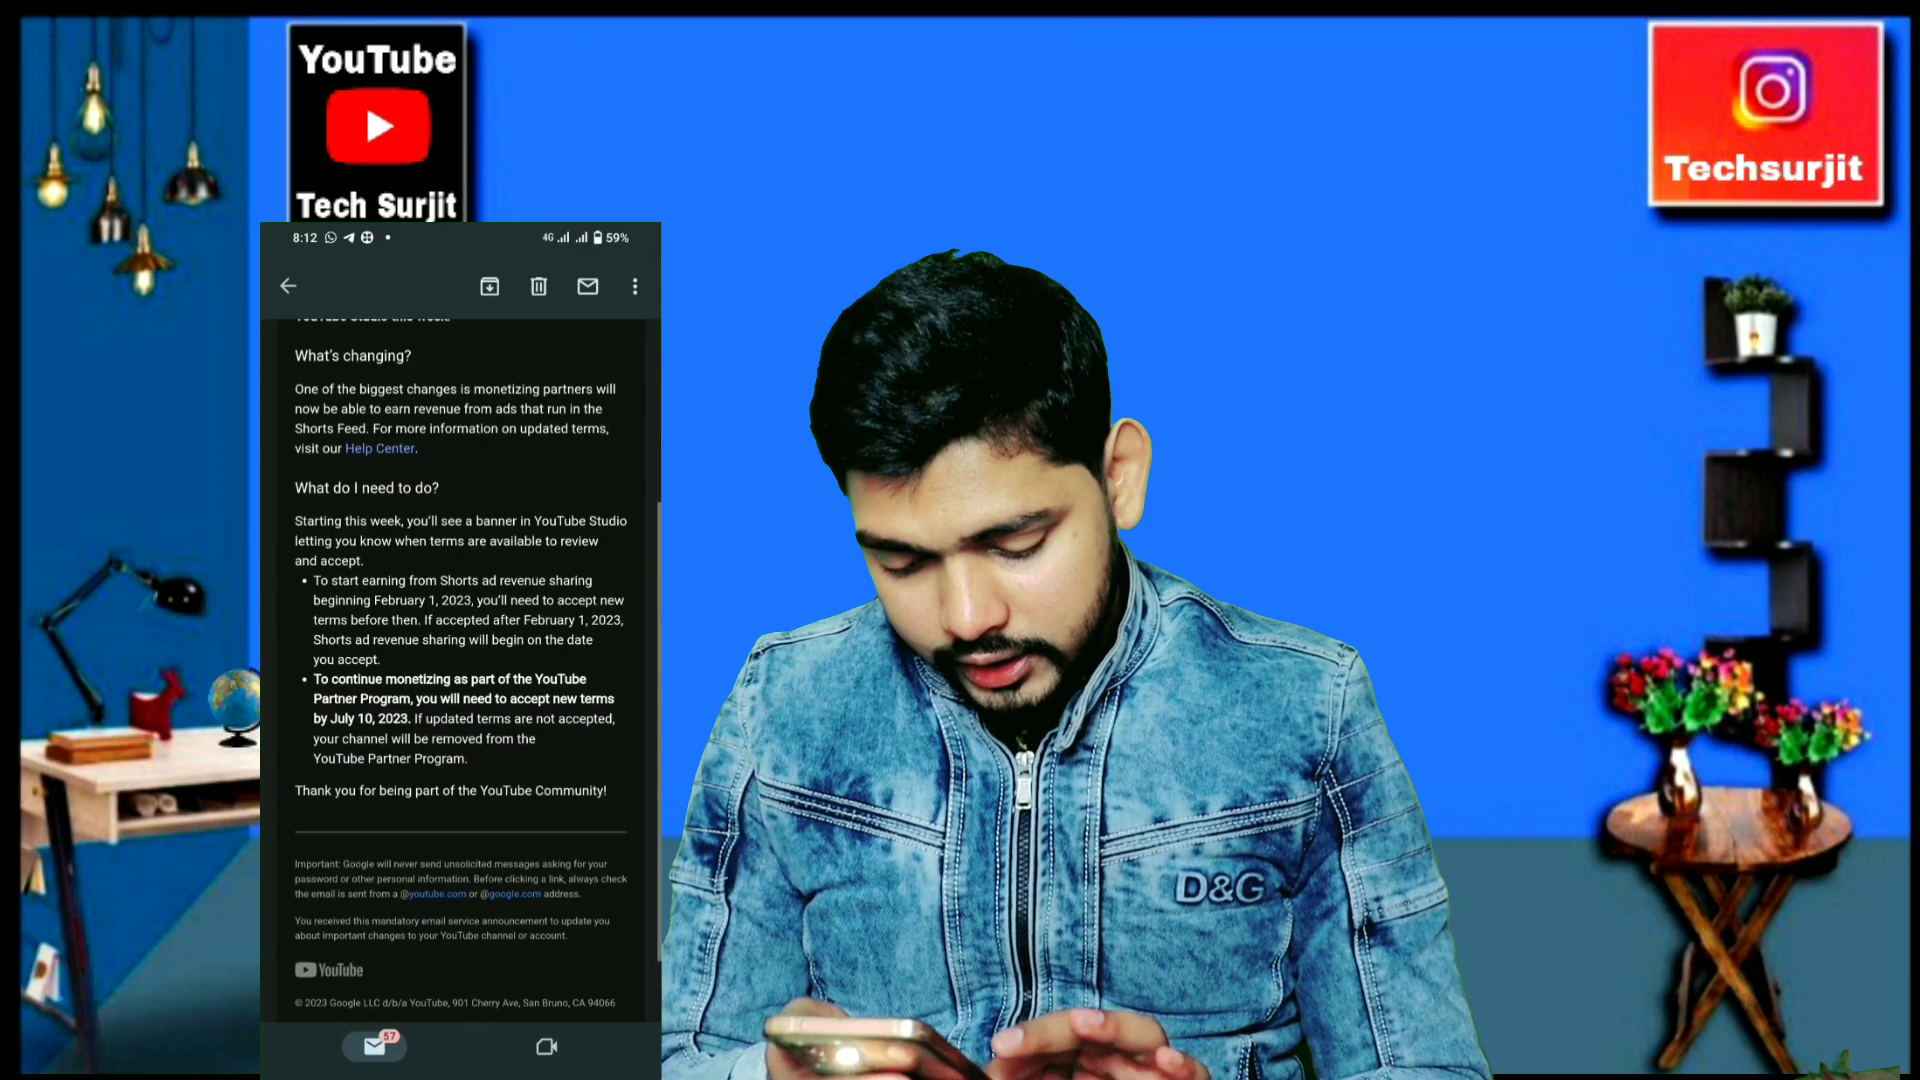 YouTube
Tech Surjit
Techsurjit
8:12
4G
59%
YouTube Studio this week.
What's changing?
One of the biggest changes is monetizing partners will
now be able to earn revenue from ads that run in the
Shorts Feed. For more information on updated terms,
visit our Help Center.
What do I need to do?
Starting this week, you'll see a banner in YouTube Studio
letting you know when terms are available to review
and accept.
• To start earning from Shorts ad revenue sharing
beginning February 1, 2023, you'll need to accept new
terms before then. If accepted after February 1, 2023,
Shorts ad revenue sharing will begin on the date
you accept.
• To continue monetizing as part of the YouTube
Partner Program, you will need to accept new terms
by July 10, 2023. If updated terms are not accepted,
your channel will be removed from the
YouTube Partner Program.
Thank you for being part of the YouTube Community!
Important: Google will never send unsolicited messages asking for your
password or other personal information. Before clicking a link, always check
the email is sent from a @youtube.com or @google.com address.
You received this mandatory email service announcement to update you
about important changes to your YouTube channel or account.
YouTube
© 2023 Google LLC d/b/a YouTube, 901 Cherry Ave, San Bruno, CA 94066
57
D&G